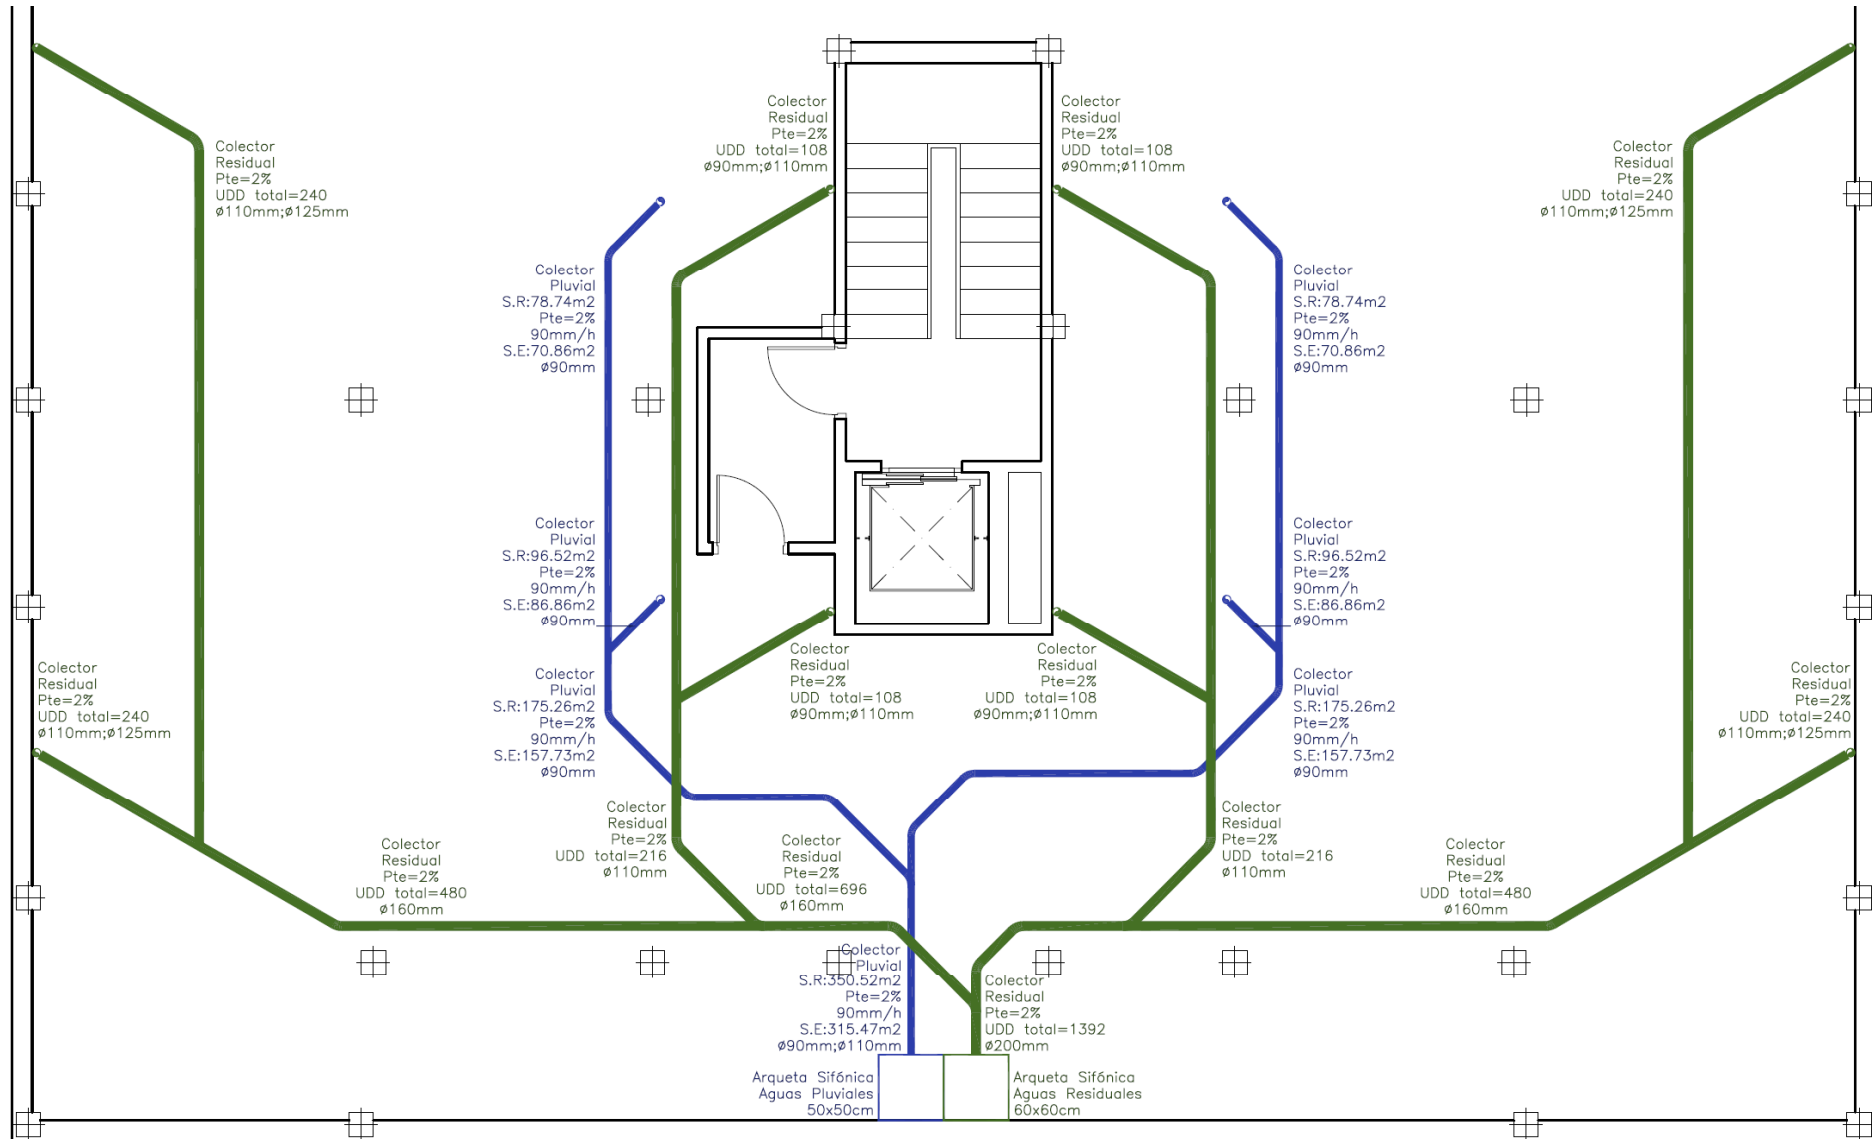 Colector
Residual
Pte=2%
UDD total=108
ø90mm;ø110mm
Colector
Residual
Pte=2%
UDD total=108
ø90mm;ø110mm
Colector
Residual
Pte=2%
UDD total=240
ø110mm;ø125mm
Colector
Residual
Pte=2%
UDD total=240
ø110mm;ø125mm
Colector
Pluvial
S.R:78.74m2
Pte=2%
90mm/h
S.E:70.86m2
ø90mm
Colector
Pluvial
S.R:78.74m2
Pte=2%
90mm/h
S.E:70.86m2
ø90mm
Colector
Pluvial
S.R:96.52m2
Pte=2%
90mm/h
S.E:86.86m2
ø90mm
Colector
Pluvial
S.R:96.52m2
Pte=2%
90mm/h
S.E:86.86m2
ø90mm
Colector
Residual
Pte=2%
UDD total=240
ø110mm;ø125mm
Colector
Pluvial
S.R:175.26m2
Pte=2%
90mm/h
S.E:157.73m2
ø90mm
Colector
Residual
Pte=2%
UDD total=108
ø90mm;ø110mm
Colector
Residual
Pte=2%
UDD total=108
ø90mm;ø110mm
Colector
Pluvial
S.R:175.26m2
Pte=2%
90mm/h
S.E:157.73m2
ø90mm
Colector
Residual
Pte=2%
UDD total=240
ø110mm;ø125mm
Colector
Residual
Pte=2%
UDD total=480
ø160mm
Colector
Residual
Pte=2%
UDD total=216
ø110mm
Colector
Residual
Pte=2%
UDD total=696
ø160mm
Colector
Residual
Pte=2%
UDD total=216
ø110mm
Colector
Residual
Pte=2%
UDD total=480
ø160mm
Colector
Pluvial
S.R:350.52m2
Pte=2%
90mm/h
S.E:315.47m2
ø90mm;ø110mm
Colector
Residual
Pte=2%
UDD total=1392
ø200mm
Arqueta Sifónica
Aguas Pluviales
50x50cm
Arqueta Sifónica
Aguas Residuales
60x60cm